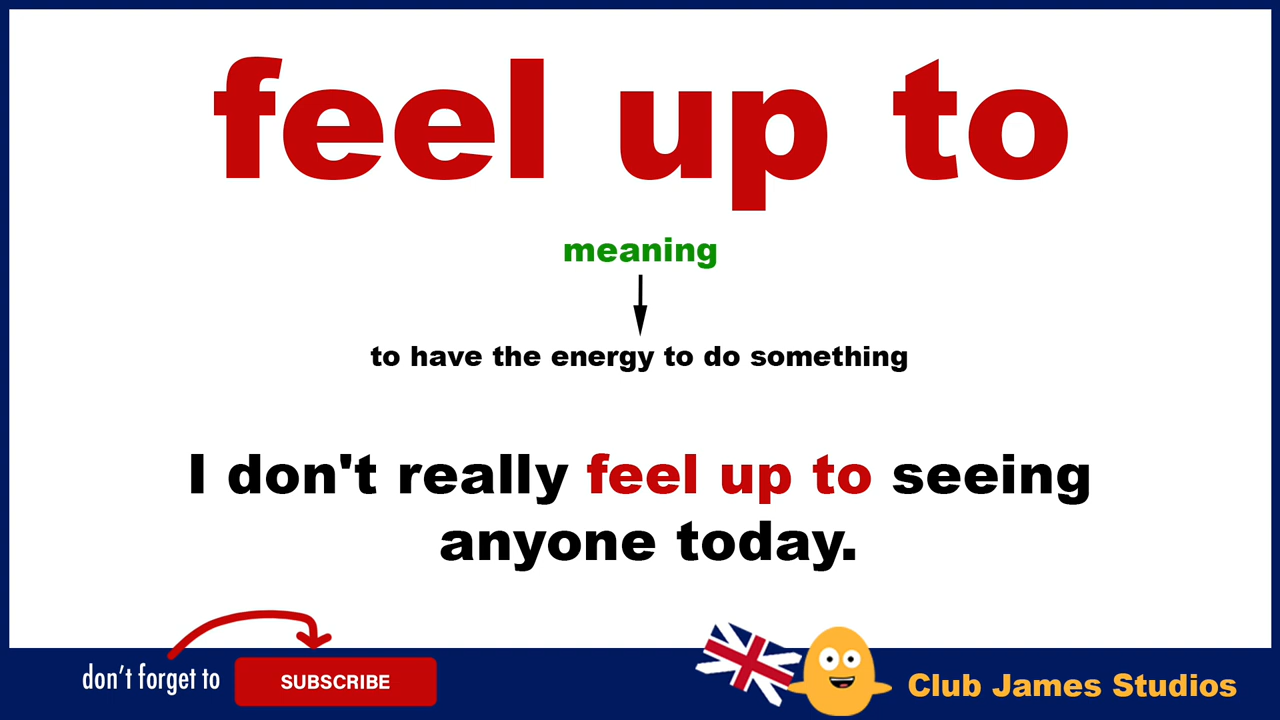 feel up to
meaning
to have the energy to do something
I don't really feel up to seeing
anyone today.
don't forget to
SUBSCRIBE
Club James Studios